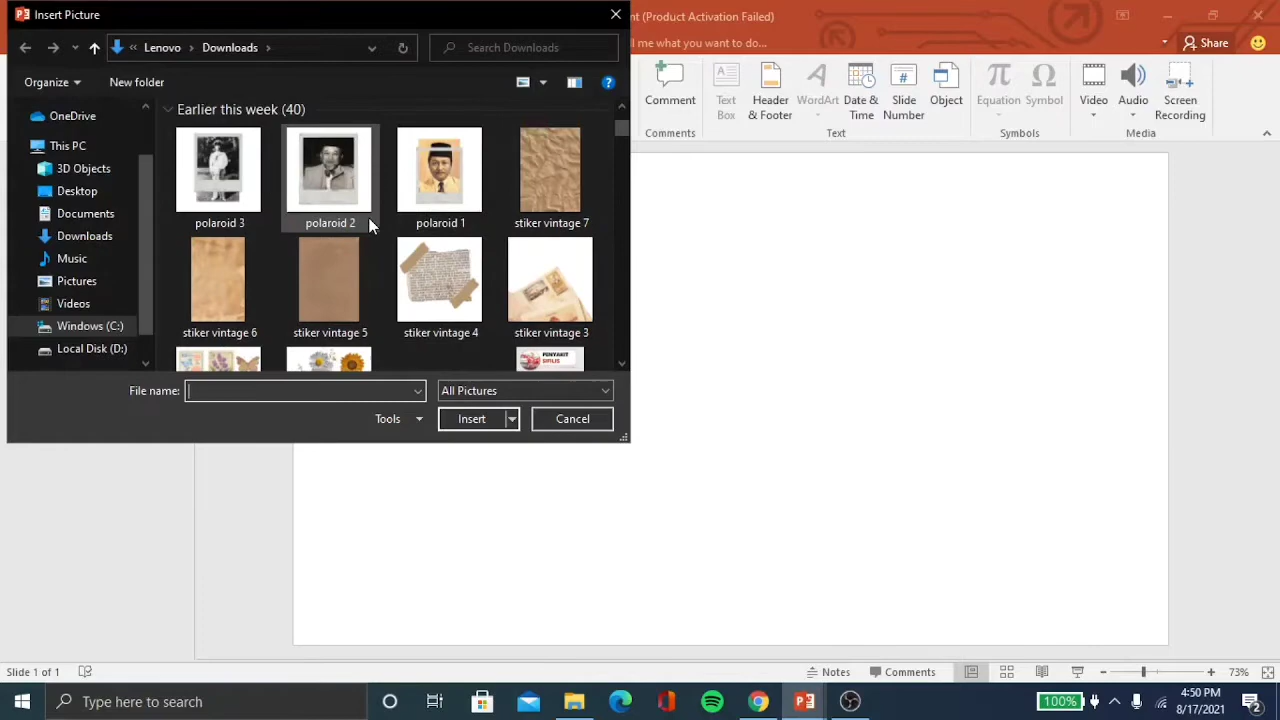 Insert Picture
nt (Product Activation Failed)
Lenovo
Downloads
Search Downloads
ll me what you want to do...
Share
Organize
New folder
Comment
Text Box
Header & Footer
WordArt
Date & Time
Slide Number
Object
Equation
Symbol
Video
Audio
Screen Recording
Comments
Text
Symbols
Media
OneDrive
This PC
3D Objects
Desktop
Documents
Downloads
Music
Pictures
Videos
Windows (C:)
Local Disk (D:)
Earlier this week (40)
polaroid 3
polaroid 2
polaroid 1
stiker vintage 7
stiker vintage 6
stiker vintage 5
stiker vintage 4
stiker vintage 3
PENYAKIT
SIFILIS
File name:
All Pictures
Tools
Insert
Cancel
Slide 1 of 1
Notes
Comments
73%
Type here to search
100%
4:50 PM
8/17/2021
2